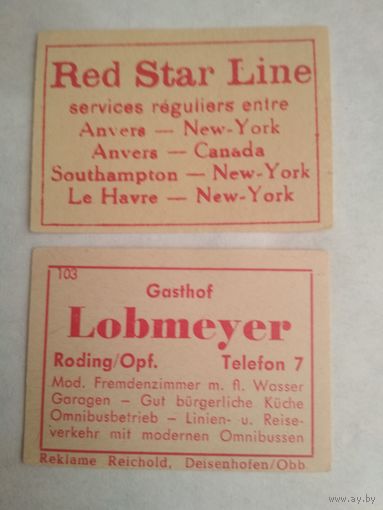 Red Star Line
services réguliers entre
Anvers — New-York
Anvers — Canada
Southampton — New-York
Le Havre — New-York
103
Gasthof
Lobmeyer
Roding/Opf. Telefon 7
Mod. Fremdenzimmer m. fl. Wasser
Garagen – Gut bürgerliche Küche
Omnibusbetrieb – Linien- u. Reise-
verkehr mit modernen Omnibussen
Reklame Reichold, Deisenhofen/Obb.
www.ay.by